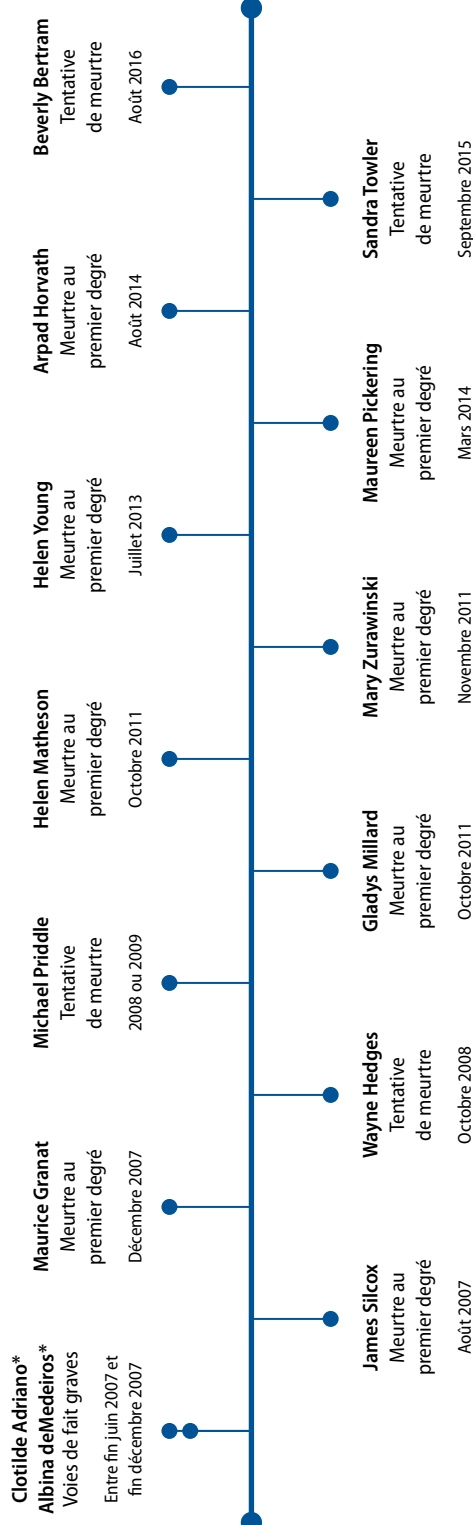 Clotilde Adriano*
Albina deMedeiros*
Voies de fait graves
Entre fin juin 2007 et
fin décembre 2007
James Silcox
Meurtre au
premier degré
Août 2007
Maurice Granat
Meurtre au
premier degré
Décembre 2007
Wayne Hedges
Tentative
de meurtre
Octobre 2008
Michael Priddle
Tentative
de meurtre
2008 ou 2009
Gladys Millard
Meurtre au
premier degré
Octobre 2011
Helen Matheson
Meurtre au
premier degré
Octobre 2011
Mary Zurawinski
Meurtre au
premier degré
Novembre 2011
Helen Young
Meurtre au
premier degré
Juillet 2013
Maureen Pickering
Meurtre au
premier degré
Mars 2014
Arpad Horvath
Meurtre au
premier degré
Août 2014
Sandra Towler
Tentative
de meurtre
Septembre 2015
Beverly Bertram
Tentative
de meurtre
Août 2016